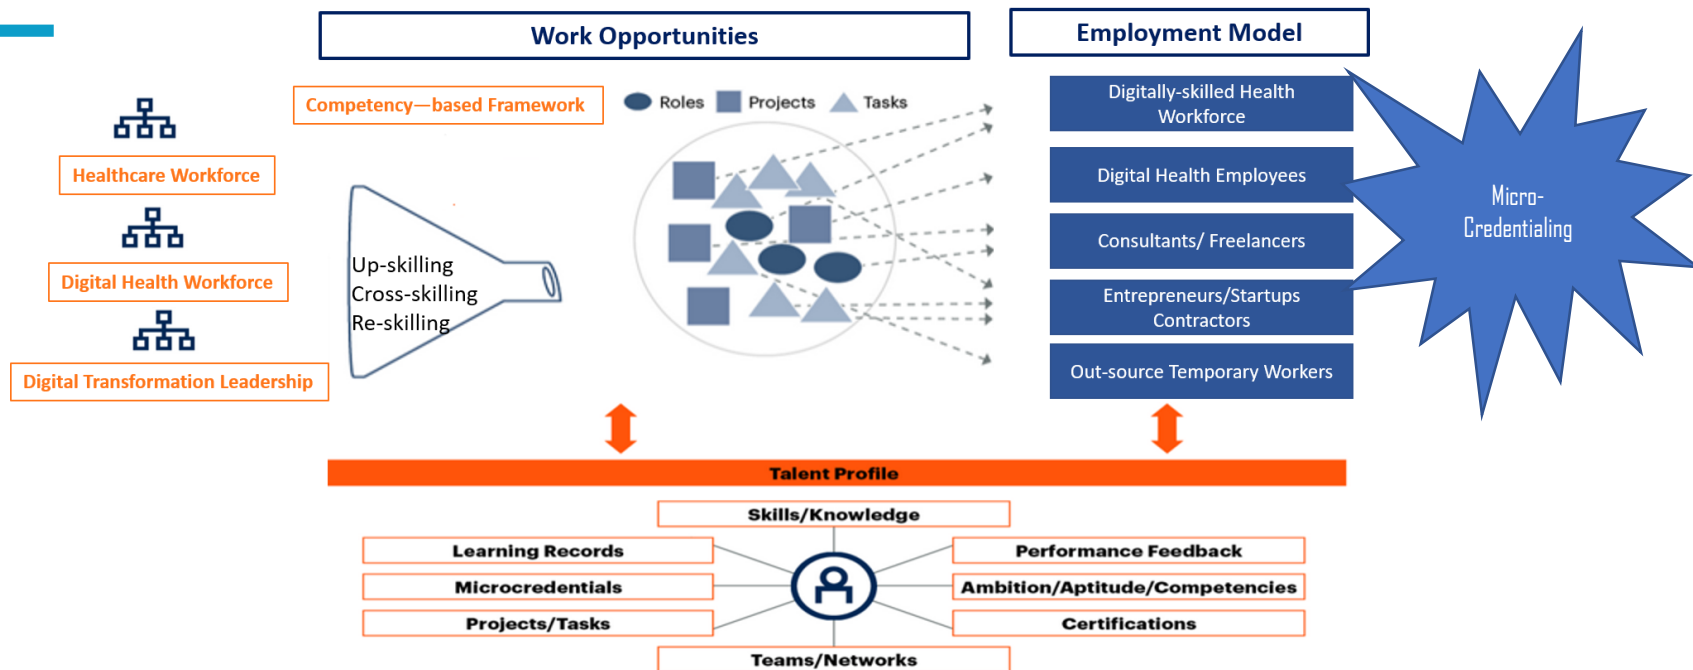 Work Opportunities
Employment Model
Competency—based Framework
Roles
Projects
Tasks
Healthcare Workforce
Digital Health Workforce
Digital Transformation Leadership
Up-skilling
Cross-skilling
Re-skilling
Digitally-skilled Health
Workforce
Digital Health Employees
Consultants/ Freelancers
Entrepreneurs/Startups
Contractors
Out-source Temporary Workers
Micro-
Credentialing
Talent Profile
Skills/Knowledge
Learning Records
Performance Feedback
Microcredentials
Ambition/Aptitude/Competencies
Projects/Tasks
Certifications
Teams/Networks